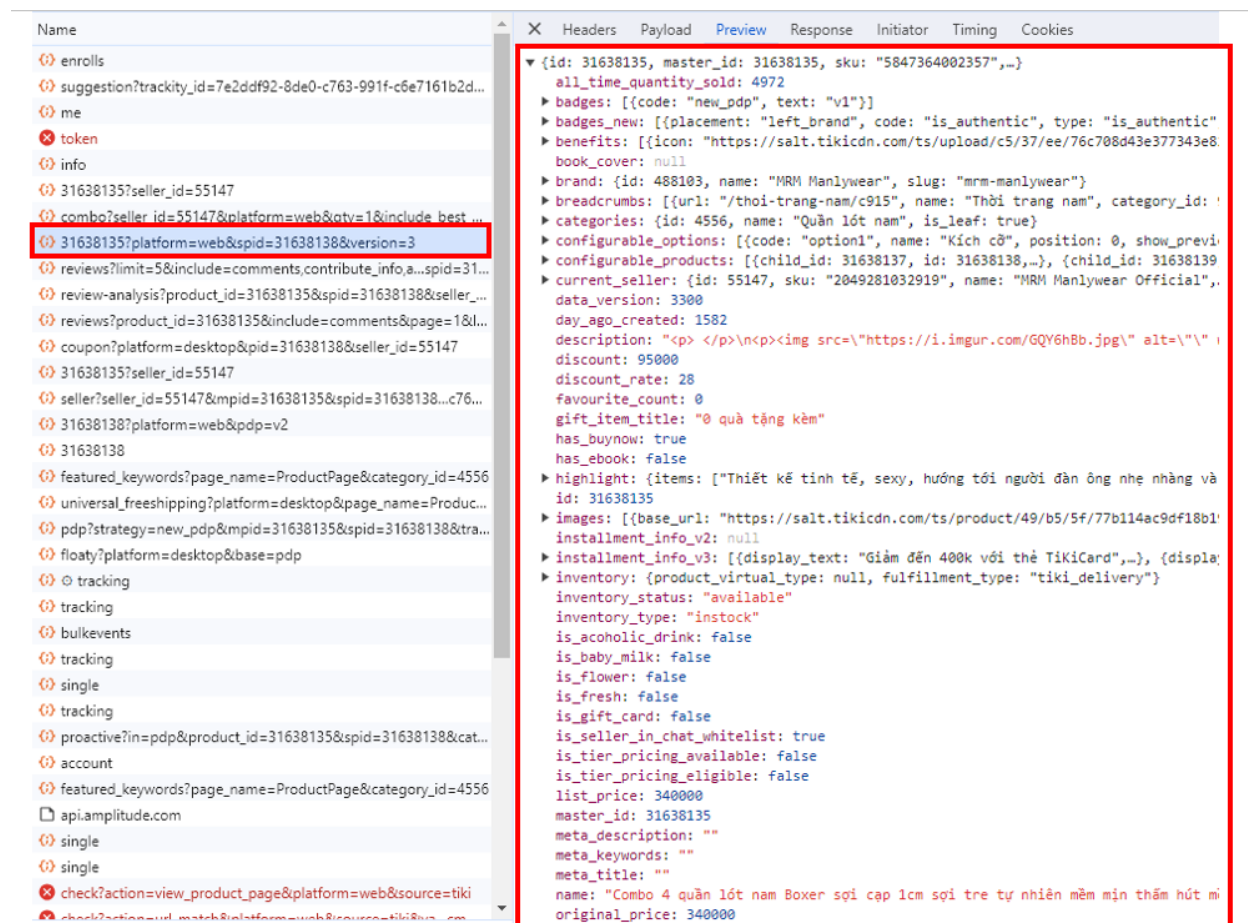 Name
enrolls
suggestion?trackity_id=7e2ddf92-8de0-c763-991f-c6e7161b2d...
me
token
info
31638135?seller_id=55147
combo?seller_id=55147&platform=web&qty=1&include_best_...
31638135?platform=web&spid=31638138&version=3
reviews?limit=5&include=comments,contribute_info,a...spid=31...
review-analysis?product_id=31638135&spid=31638138&seller_...
reviews?product_id=31638135&include=comments&page=1&l...
coupon?platform=desktop&pid=31638138&seller_id=55147
31638135?seller_id=55147
seller?seller_id=55147&mpid=31638135&spid=31638138...c76...
31638138?platform=web&pdp=v2
31638138
featured_keywords?page_name=ProductPage&category_id=4556
universal_freeshipping?platform=desktop&page_name=Produc...
pdp?strategy=new_pdp&mpid=31638135&spid=31638138&tra...
floaty?platform=desktop&base=pdp
tracking
tracking
bulkevents
tracking
single
tracking
proactive?in=pdp&product_id=31638135&spid=31638138&cat...
account
featured_keywords?page_name=ProductPage&category_id=4556
api.amplitude.com
single
single
check?action=view_product_page&platform=web&source=tiki
check?action=url_match&platform=web&source=tiki&va...cm...
Headers Payload Preview Response Initiator Timing Cookies
{id: 31638135, master_id: 31638135, sku: "5847364002357",…}
all_time_quantity_sold: 4972
badges: [{code: "new_pdp", text: "v1"}]
badges_new: [{placement: "left_brand", code: "is_authentic", type: "is_authentic"
benefits: [{icon: "https://salt.tikicdn.com/ts/upload/c5/37/ee/76c708d43e377343e8
book_cover: null
brand: {id: 488103, name: "MRM Manlywear", slug: "mrm-manlywear"}
breadcrumbs: [{url: "/thoi-trang-nam/c915", name: "Thời trang nam", category_id:
categories: {id: 4556, name: "Quần lót nam", is_leaf: true}
configurable_options: [{code: "option1", name: "Kích cỡ", position: 0, show_previ
configurable_products: [{child_id: 31638137, id: 31638138,…}, {child_id: 31638139
current_seller: {id: 55147, sku: "2049281032919", name: "MRM Manlywear Official",
data_version: 3300
day_ago_created: 1582
description: "<p> </p>\n<p><img src=\"https://i.imgur.com/GQY6hBb.jpg\" alt=\"\"
discount: 95000
discount_rate: 28
favourite_count: 0
gift_item_title: "0 quà tặng kèm"
has_buynow: true
has_ebook: false
highlight: {items: ["Thiết kế tinh tế, sexy, hướng tới người đàn ông nhẹ nhàng và
id: 31638135
images: [{base_url: "https://salt.tikicdn.com/ts/product/49/b5/5f/77b114ac9df18b1
installment_info_v2: null
installment_info_v3: [{display_text: "Giảm đến 400k với thẻ TiKiCard",…}, {displa
inventory: {product_virtual_type: null, fulfillment_type: "tiki_delivery"}
inventory_status: "available"
inventory_type: "instock"
is_acoholic_drink: false
is_baby_milk: false
is_flower: false
is_fresh: false
is_gift_card: false
is_seller_in_chat_whitelist: true
is_tier_pricing_available: false
is_tier_pricing_eligible: false
list_price: 340000
master_id: 31638135
meta_description: ""
meta_keywords: ""
meta_title: ""
name: "Combo 4 quần lót nam Boxer sợi cạp 1cm sợi tre tự nhiên mềm mịn thấm hút
original_price: 340000